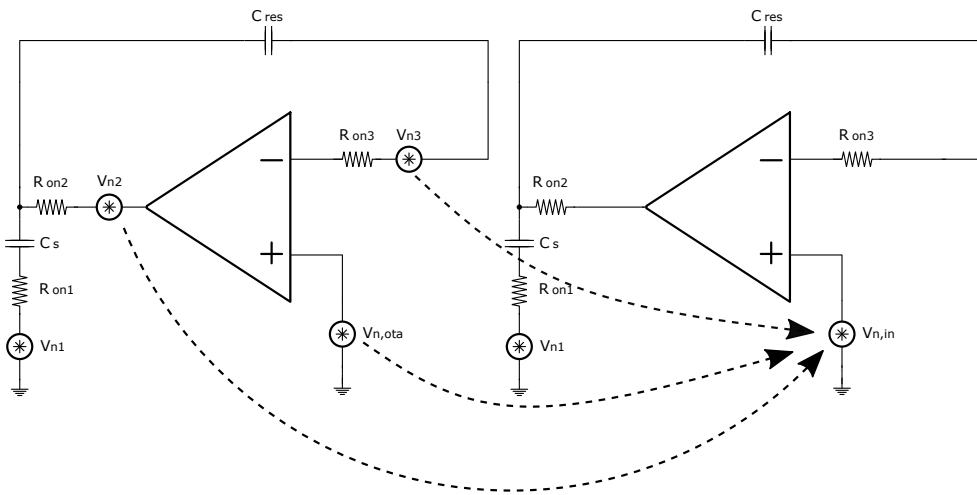 C res
C res
R on3
Vn3
R on3
R on2
Vn2
R on2
C s
C s
R on1
R on1
Vn1
Vn,ota
Vn1
Vn,in